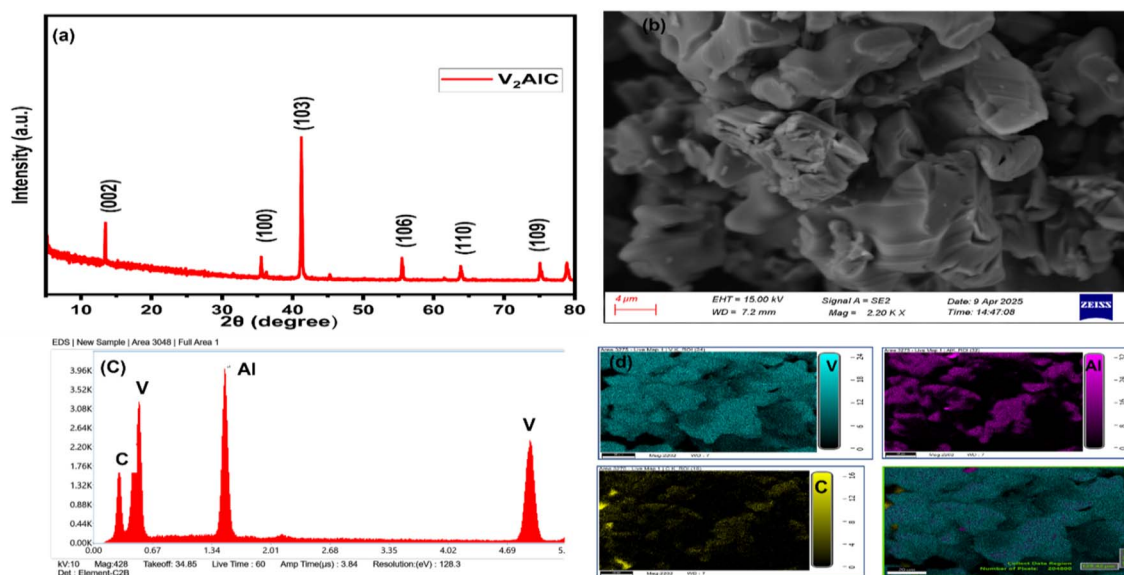 (a)
V2AlC
Intensity (a.u.)
(002)
(100)
(103)
(106)
(110)
(109)
10 20 30 40 50 60 70 80
2θ (degree)
(b)
4 µm
EHT = 15.00 kV Signal A = SE2 Date: 9 Apr 2025
WD = 7.2 mm Mag = 2.20 K X Time: 14:47:08
ZEISS
EDS | New Sample | Area 3048 | Full Area 1
(C)
3.96K
3.52K
3.08K
2.64K
2.20K
1.76K
1.32K
0.88K
0.44K
0.00K
C
V
Al
V
0.00 0.67 1.34 2.01 2.68 3.35 4.02 4.69 5.
kV:10 Mag:428 Takeoff: 34.85 Live Time : 60 Amp Time(µs) : 3.84 Resolution:(eV) : 128.3
Det : Element-C2B
(d)
V
Al
C